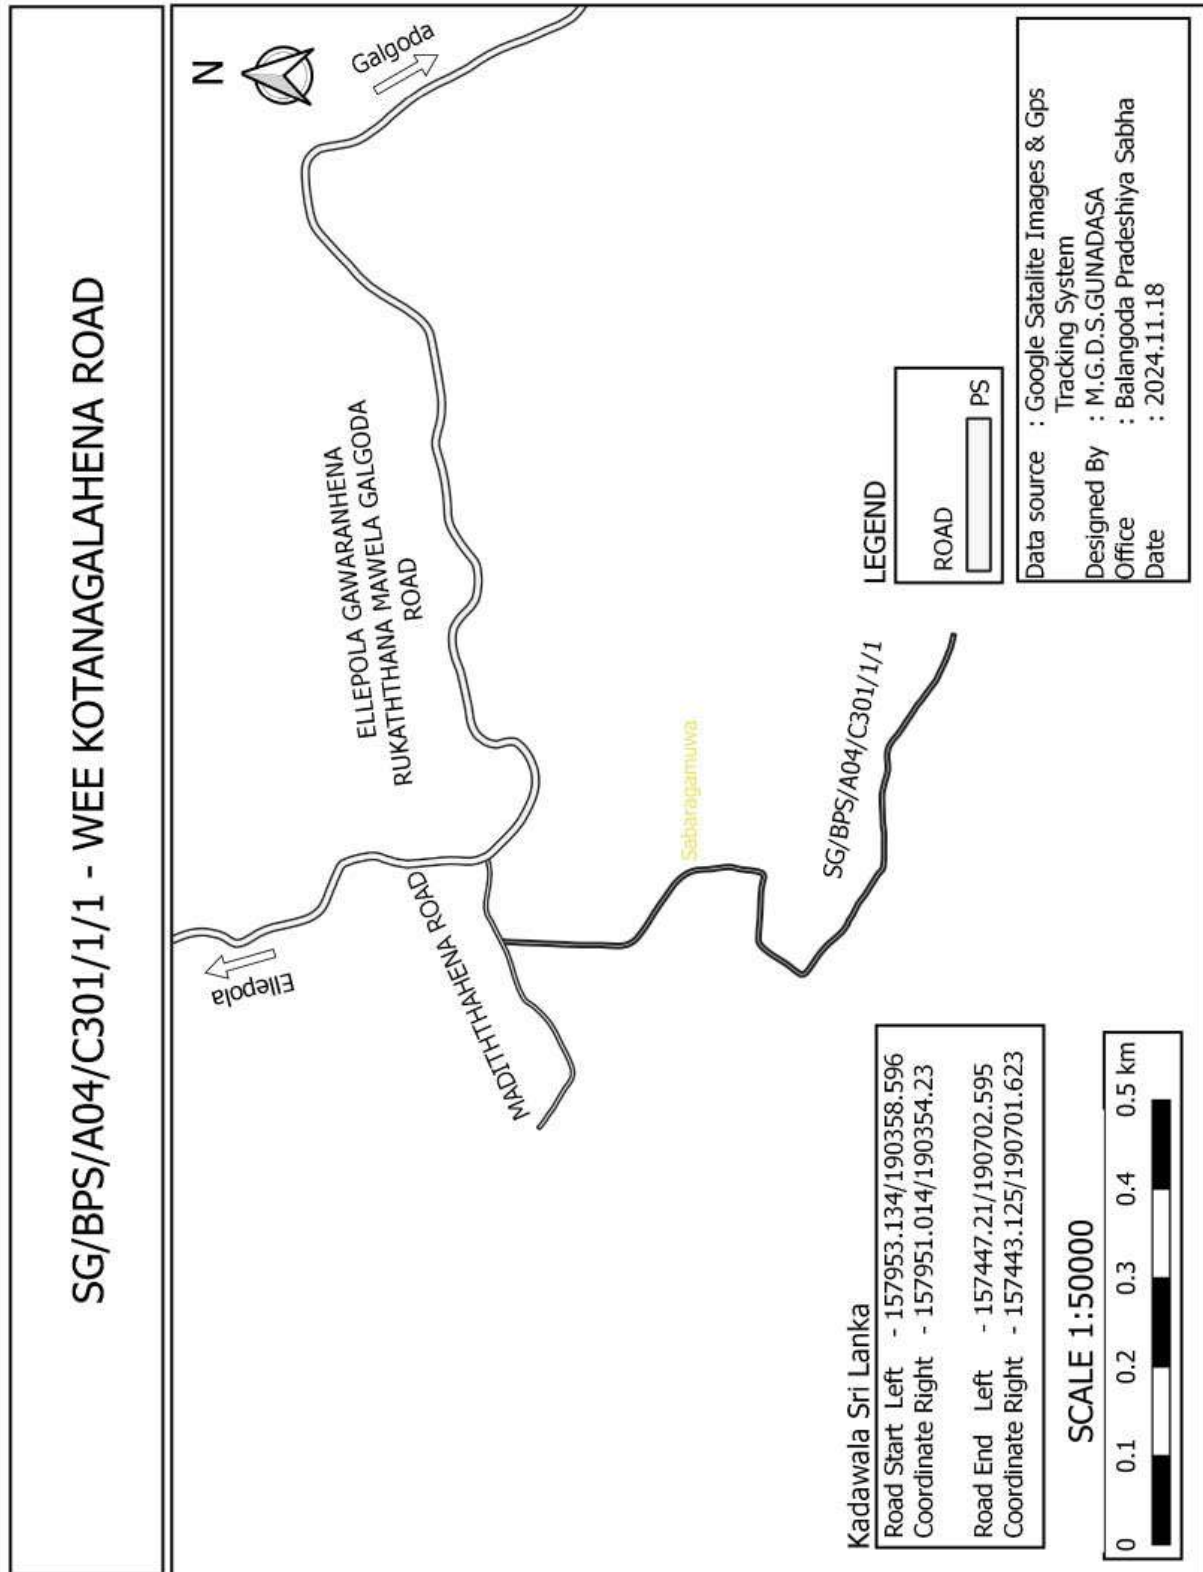 SG/BPS/A04/C301/1/1 - WEE KOTANAGALAHENA ROAD
N
Galgoda
Ellepola
ELLEPOLA GAWARANHENA
RUKATHTHANA MAWELA GALGODA
ROAD
MADITHTHAHENA ROAD
Sabaragamuwa
SG/BPS/A04/C301/1/1
Kadawala Sri Lanka
Road Start Left - 157953.134/190358.596
Coordinate Right - 157951.014/190354.23
Road End Left - 157447.21/190702.595
Coordinate Right - 157443.125/190701.623
SCALE 1:50000
0 0.1 0.2 0.3 0.4 0.5 km
LEGEND
ROAD
PS
Data source : Google Satalite Images & Gps
Tracking System
Designed By : M.G.D.S.GUNADASA
Office : Balangoda Pradeshiya Sabha
Date : 2024.11.18